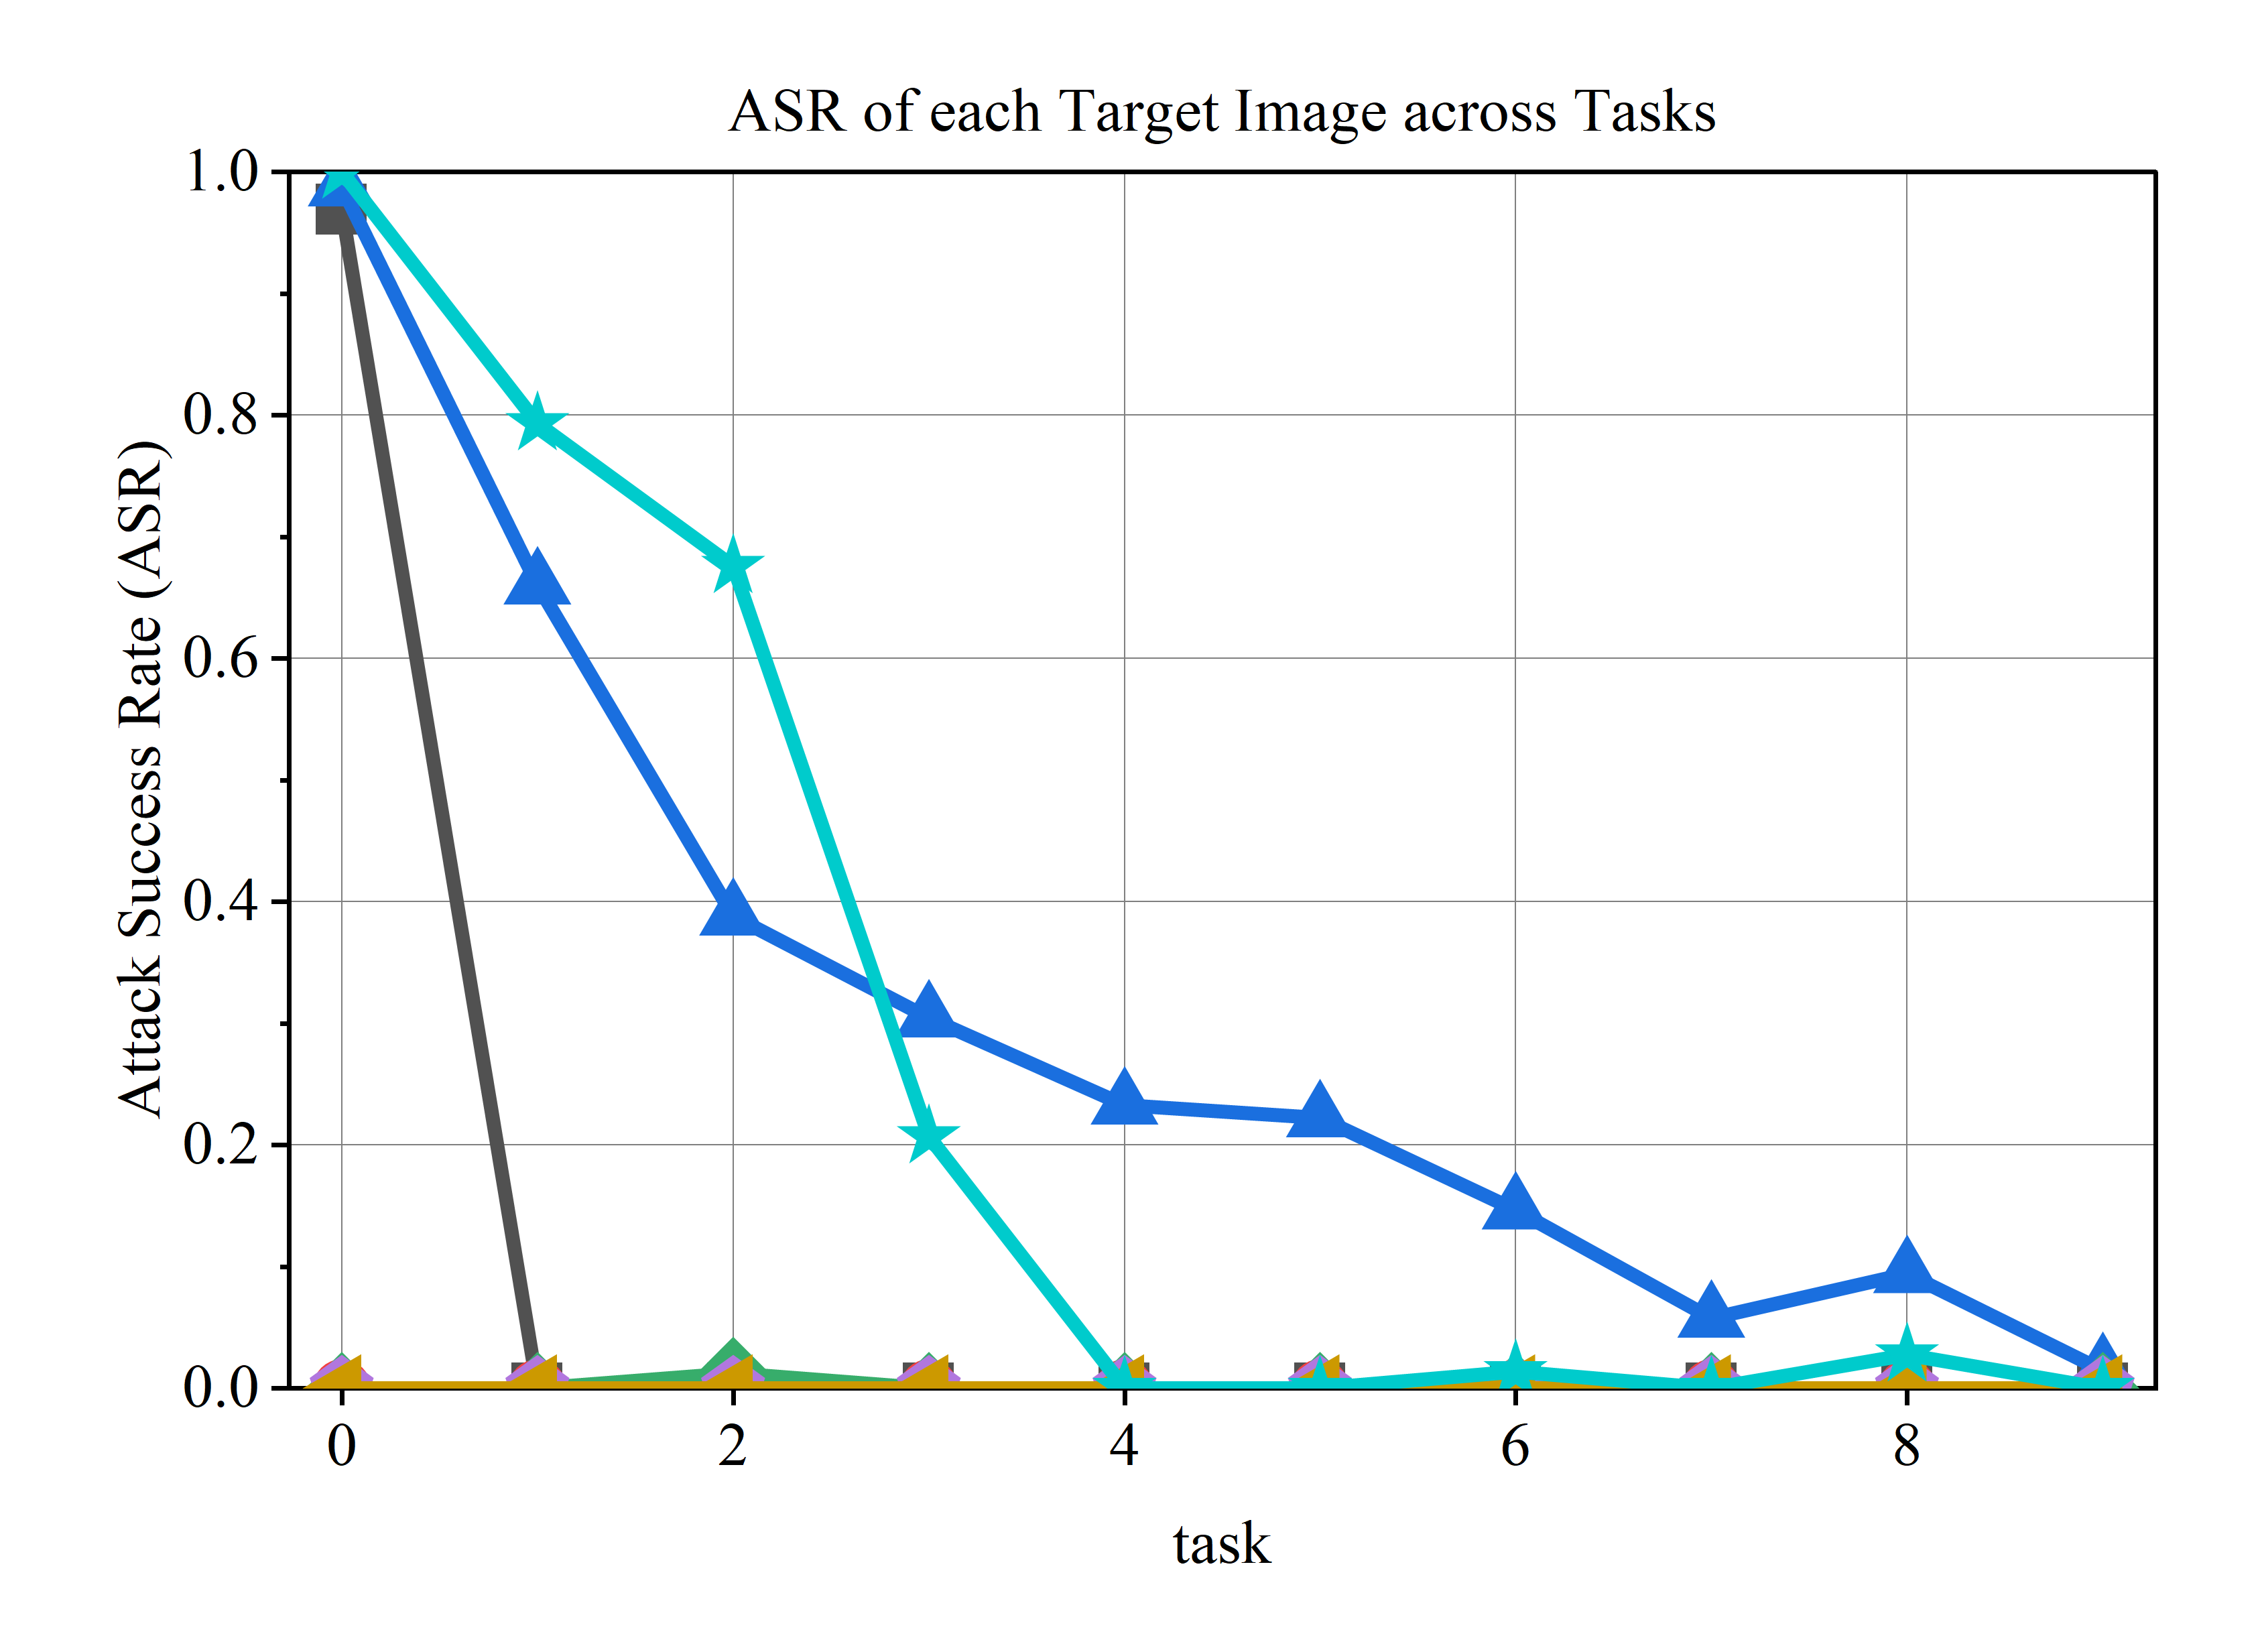 ASR of each Target Image across Tasks
1.0
0.8
0.6
0.4
0.2
0.0
Attack Success Rate (ASR)
0 2 4 6 8
task